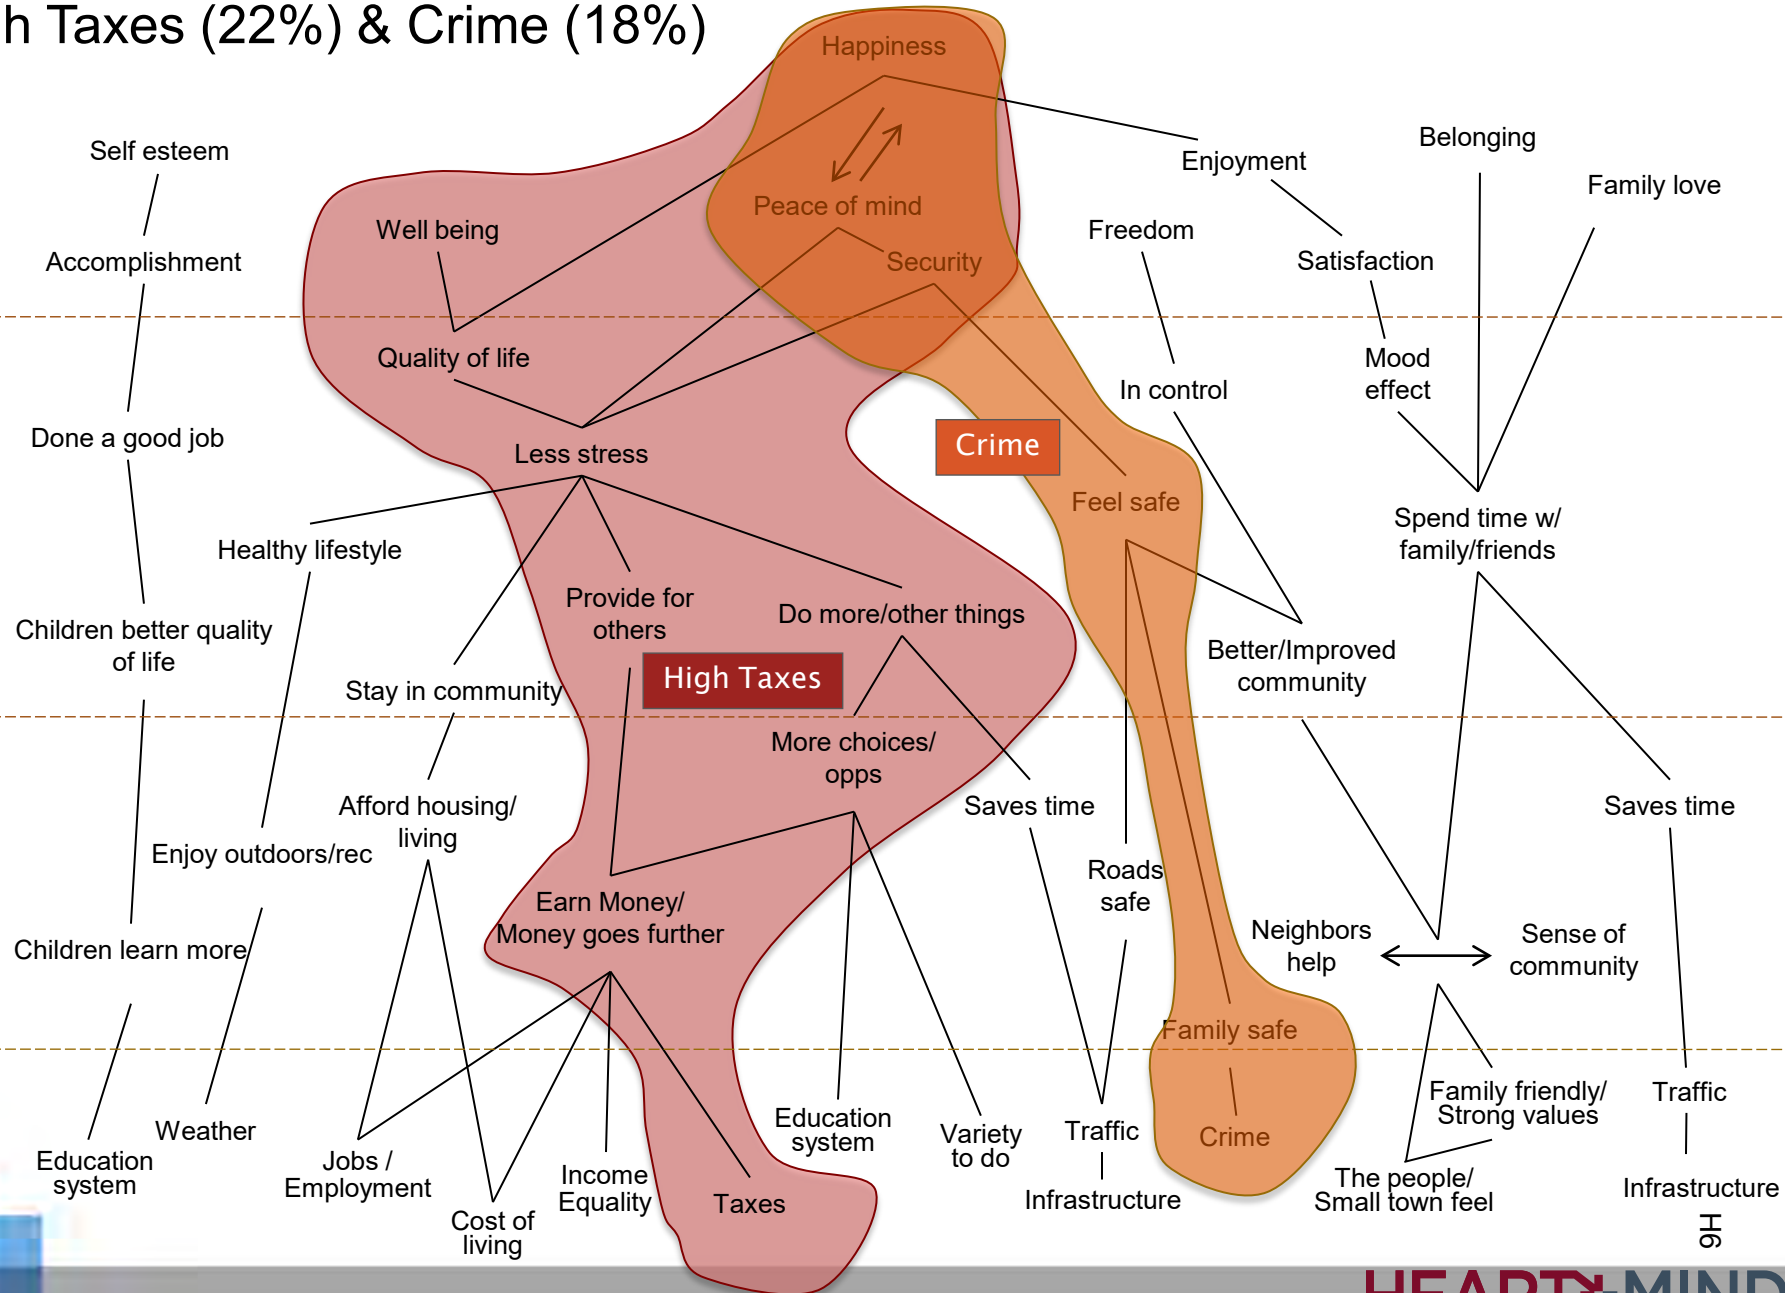 h Taxes (22%) & Crime (18%)
Happiness
Self esteem
Belonging
Enjoyment
Family love
Peace of mind
Well being
Freedom
Accomplishment
Security
Satisfaction
Quality of life
Mood
effect
In control
Done a good job
Less stress
Crime
Feel safe
Spend time w/
family/friends
Healthy lifestyle
Provide for
others
Do more/other things
Children better quality
of life
Better/Improved
community
High Taxes
Stay in community
More choices/
opps
Afford housing/
living
Saves time
Saves time
Enjoy outdoors/rec
Roads
safe
Earn Money/
Money goes further
Neighbors
help
Sense of
community
Children learn more
Family safe
Family friendly/
Strong values
Traffic
Education
system
Weather
Jobs /
Employment
Cost of
living
Income
Equality
Taxes
Education
system
Variety
to do
Traffic
Infrastructure
Crime
The people/
Small town feel
Infrastructure
H6
HEART+MIND